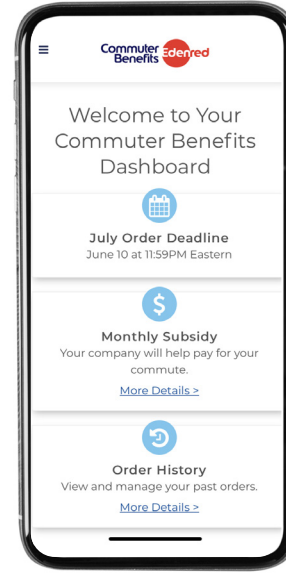 Commuter
Benefits
Edenred
Welcome to Your
Commuter Benefits
Dashboard
July Order Deadline
June 10 at 11:59PM Eastern
$
Monthly Subsidy
Your company will help pay for your
commute.
More Details >
Order History
View and manage your past orders.
More Details >